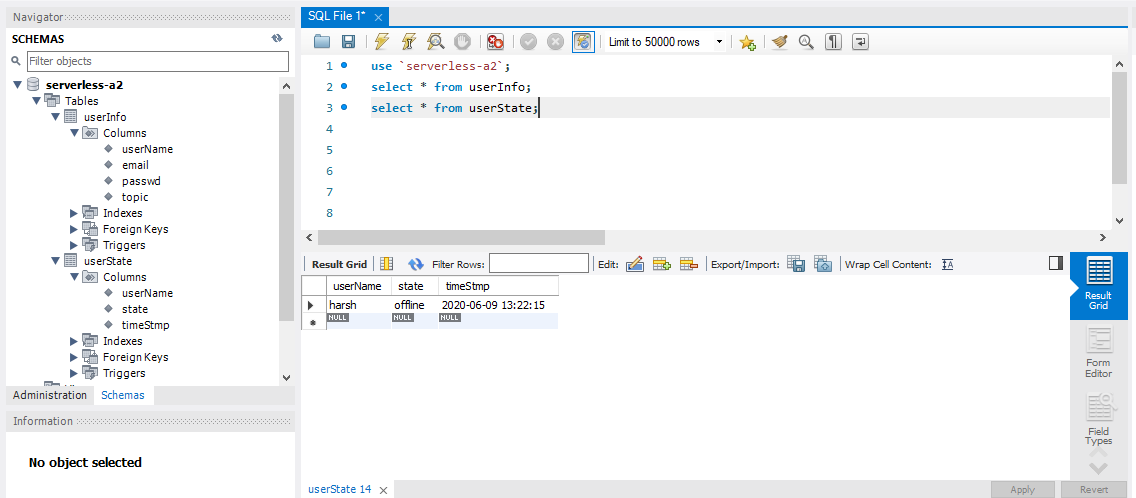 Navigator
SCHEMAS
Filter objects
serverless-a2
Tables
userInfo
Columns
userName
email
passwd
topic
Indexes
Foreign Keys
Triggers
userState
Columns
userName
state
timeStmp
Indexes
Foreign Keys
Triggers
Administration Schemas
Information
No object selected
SQL File 1*
Limit to 50000 rows
1 use `serverless-a2`;
2 select * from userInfo;
3 select * from userState;
4
5
6
7
8
Result Grid Filter Rows: Edit: Export/Import: Wrap Cell Content:
userName state timeStmp
harsh offline 2020-06-09 13:22:15
NULL NULL NULL
Result
Grid
Form
Editor
Field
Types
userState 14
Apply Revert